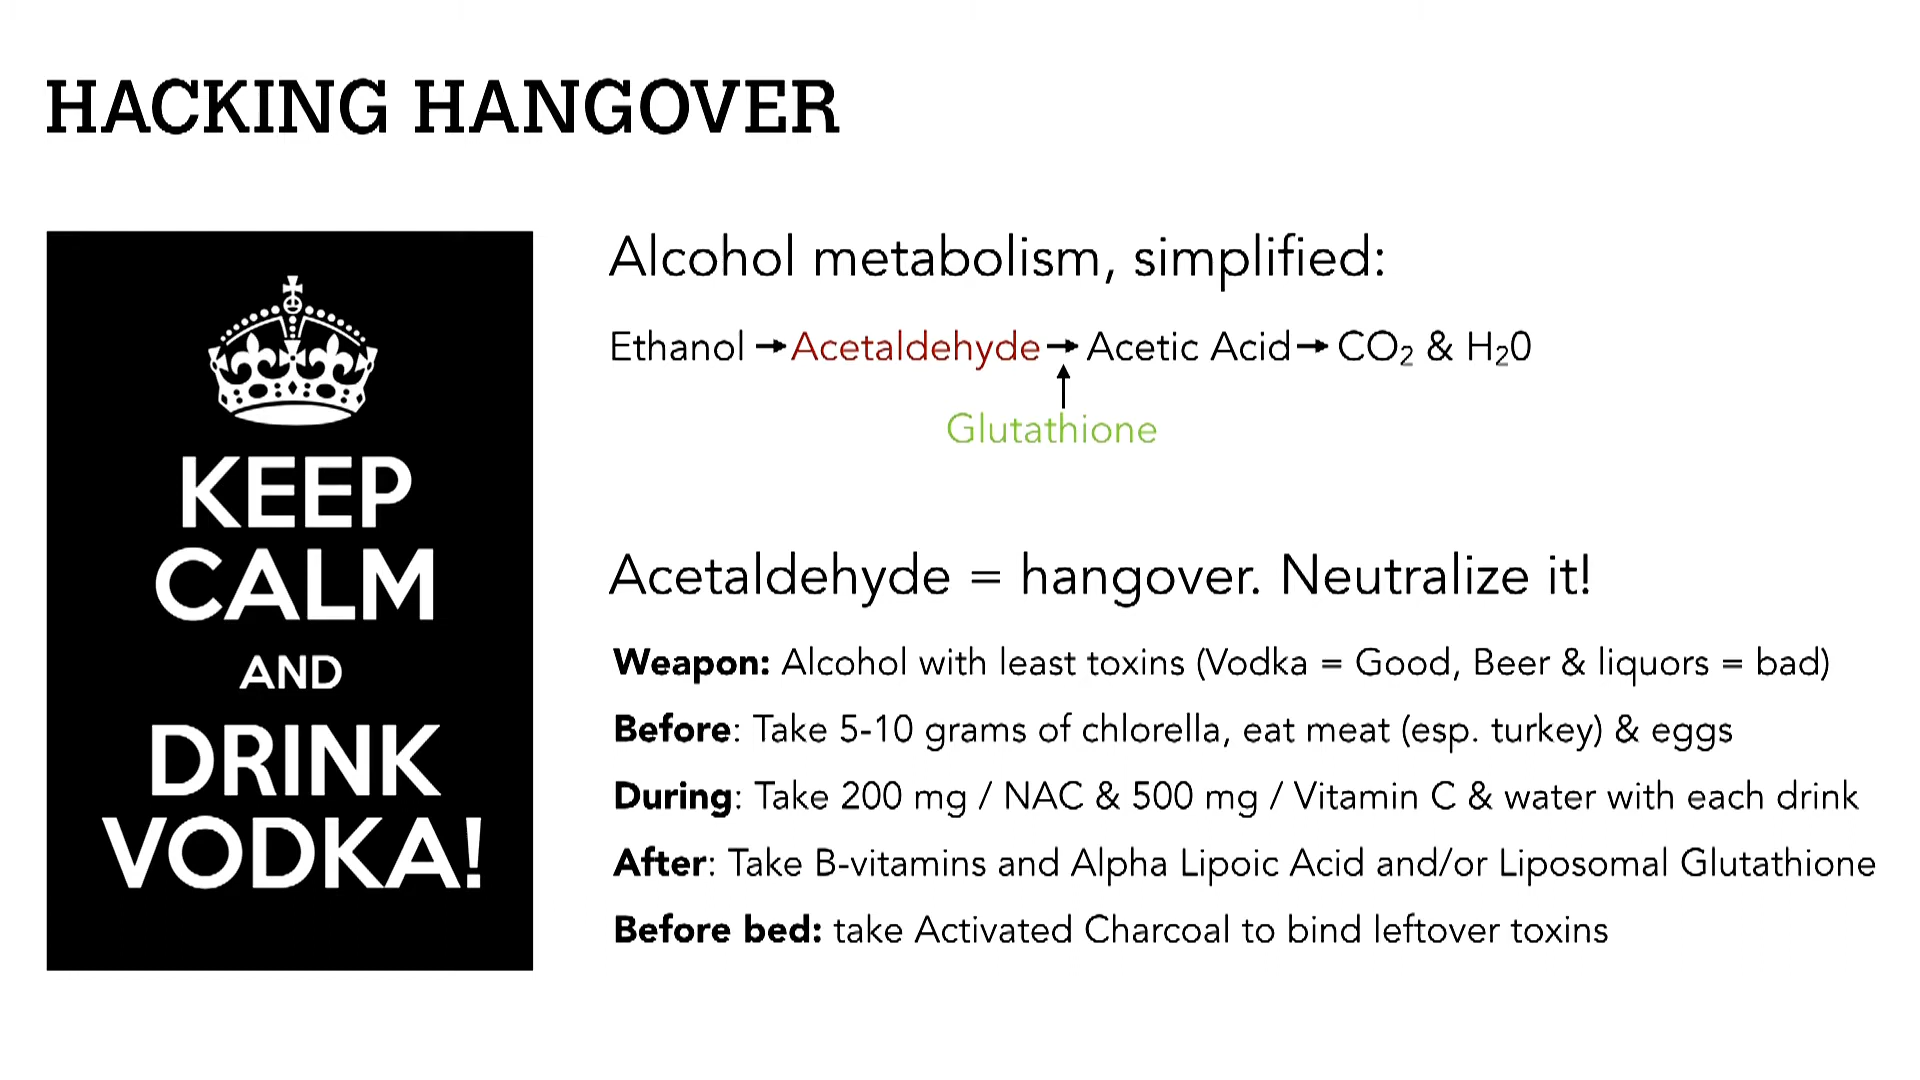 HACKING HANGOVER
KEEP
CALM
AND
DRINK
VODKA!
Alcohol metabolism, simplified:
Ethanol → Acetaldehyde → Acetic Acid → CO₂ & H₂0
Glutathione
Acetaldehyde = hangover. Neutralize it!
Weapon: Alcohol with least toxins (Vodka = Good, Beer & liquors = bad)
Before: Take 5-10 grams of chlorella, eat meat (esp. turkey) & eggs
During: Take 200 mg / NAC & 500 mg / Vitamin C & water with each drink
After: Take B-vitamins and Alpha Lipoic Acid and/or Liposomal Glutathione
Before bed: take Activated Charcoal to bind leftover toxins